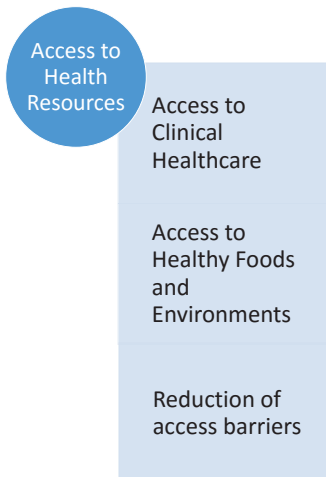 Access to
Health
Resources
Access to
Clinical
Healthcare
Access to
Healthy Foods
and
Environments
Reduction of
access barriers